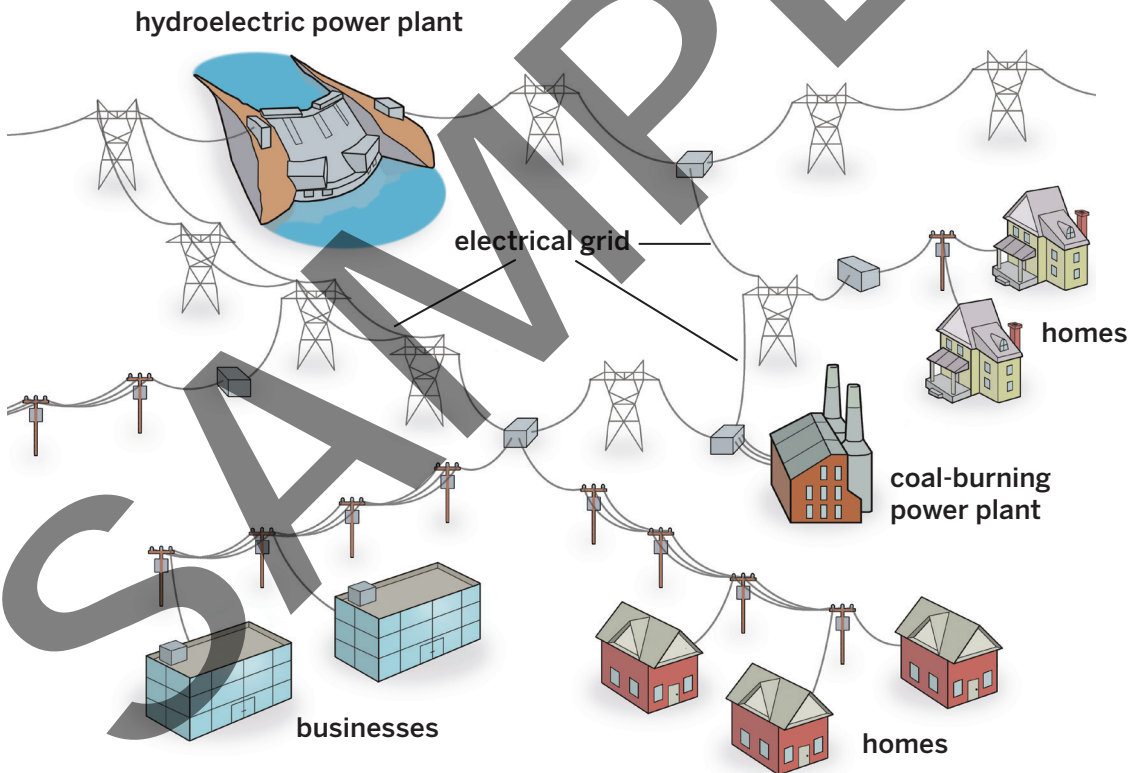 hydroelectric power plant
electrical grid
homes
coal-burning
power plant
businesses
homes
SAMPLE